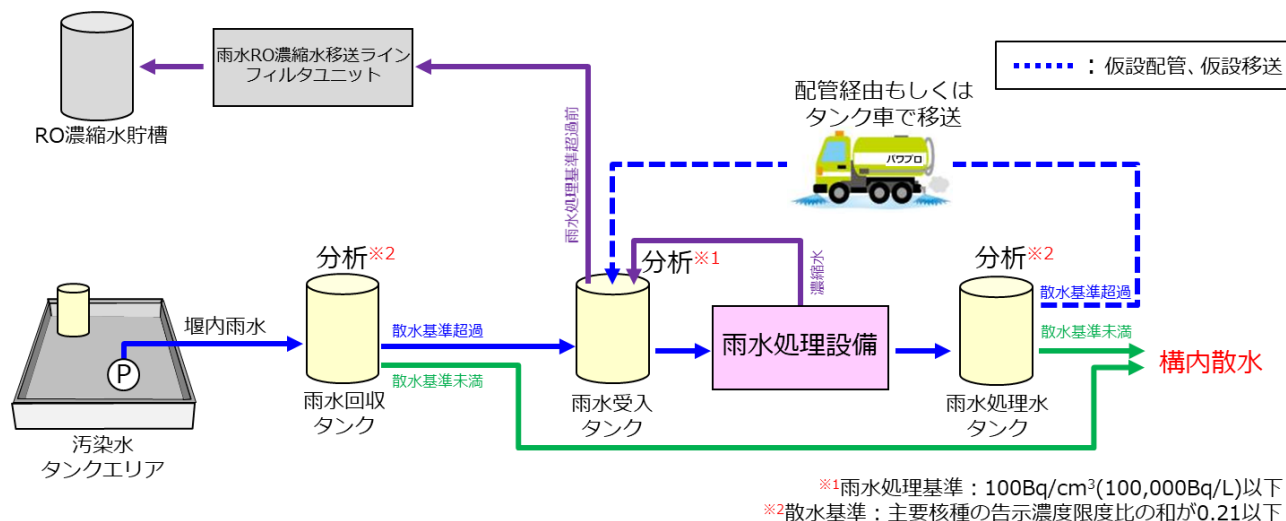 雨水RO濃縮水移送ライン
フィルタユニット
RO濃縮水貯槽
：仮設配管、仮設移送
配管経由もしくは
タンク車で移送
パワプロ
雨水処理基準超過前
分析※2
分析※1
濃縮水
分析※2
散水基準超過
堰内雨水
P
散水基準超過
散水基準未満
雨水処理設備
散水基準未満
構内散水
雨水回収
タンク
雨水受入
タンク
雨水処理水
タンク
汚染水
タンクエリア
※1雨水処理基準：100Bq/cm³(100,000Bq/L)以下
※2散水基準：主要核種の告示濃度限度比の和が0.21以下